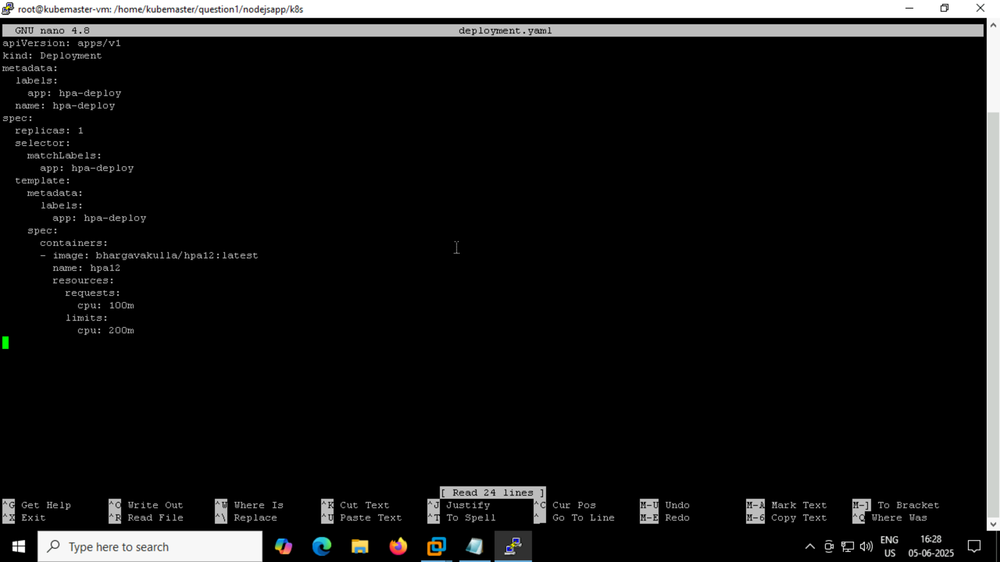 root@kubemaster-vm: /home/kubemaster/question1/nodejsapp/k8s
GNU nano 4.8 deployment.yaml
apiVersion: apps/v1
kind: Deployment
metadata:
  labels:
    app: hpa-deploy
  name: hpa-deploy
spec:
  replicas: 1
  selector:
    matchLabels:
      app: hpa-deploy
  template:
    metadata:
      labels:
        app: hpa-deploy
    spec:
      containers:
      - image: bhargavakulla/hpa12:latest
        name: hpa12
        resources:
          requests:
            cpu: 100m
          limits:
            cpu: 200m
[ Read 24 lines ]
^G Get Help ^O Write Out ^W Where Is ^K Cut Text ^J Justify ^C Cur Pos M-U Undo M-A Mark Text M-] To Bracket
^X Exit ^R Read File ^\ Replace ^U Paste Text ^T To Spell ^_ Go To Line M-E Redo M-6 Copy Text ^Q Where Was
Type here to search
ENG
US
16:28
05-06-2025